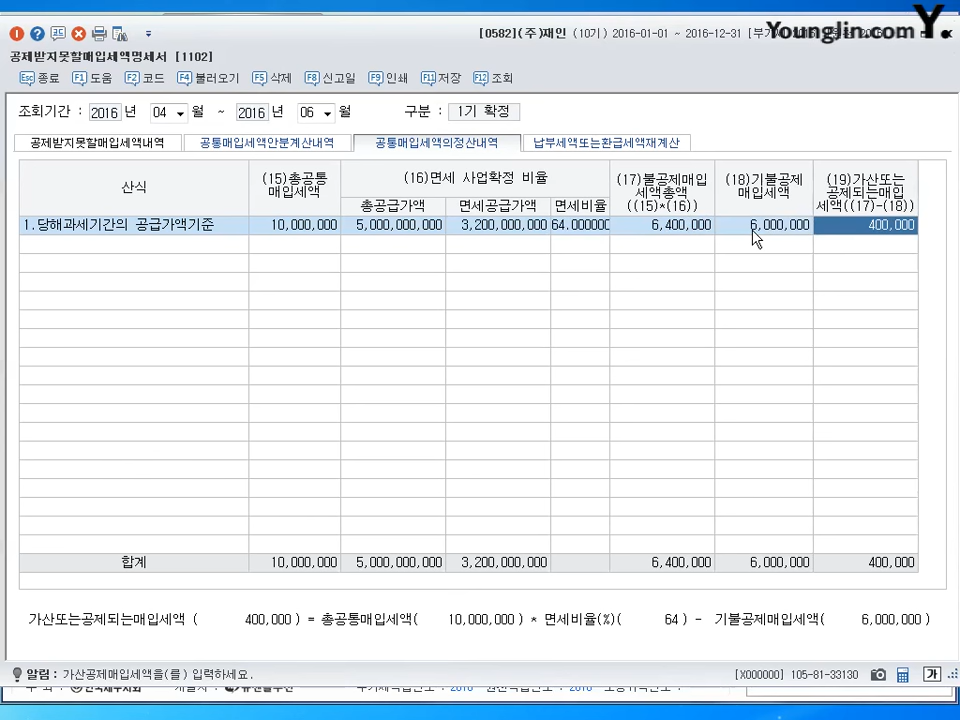 [0582](주)재인 (10기) 2016-01-01 ~ 2016-12-31
Younglin.com Y.
공제받지못할매입세액명세서 [1102]
Esc 종료 F1 도움 F2 코드 F4 불러오기 F5 삭제 F8 신고일 F9 인쇄 F11 저장 F12 조회
조회기간 : 2016 년 04 월 ~ 2016 년 06 월 구분 : 1기 확정
공제받지못할매입세액내역 공통매입세액안분계산내역 공통매입세액의정산내역 납부세액또는환급세액재계산
산식 (15)총공통 매입세액 (16)면세 사업확정 비율 (17)불공제매입 세액총액 ((15)*(16)) (18)기불공제 매입세액 (19)가산또는 공제되는매입 세액((17)-(18))
총공급가액 면세공급가액 면세비율
1.당해과세기간의 공급가액기준 10,000,000 5,000,000,000 3,200,000,000 64.000000 6,400,000 6,000,000 400,000
합계 10,000,000 5,000,000,000 3,200,000,000 6,400,000 6,000,000 400,000
가산또는공제되는매입세액 ( 400,000 ) = 총공통매입세액( 10,000,000 ) * 면세비율(%)( 64 ) - 기불공제매입세액( 6,000,000 )
알림 : 가산공제매입세액을(를) 입력하세요. [X000000] 105-81-33130 가